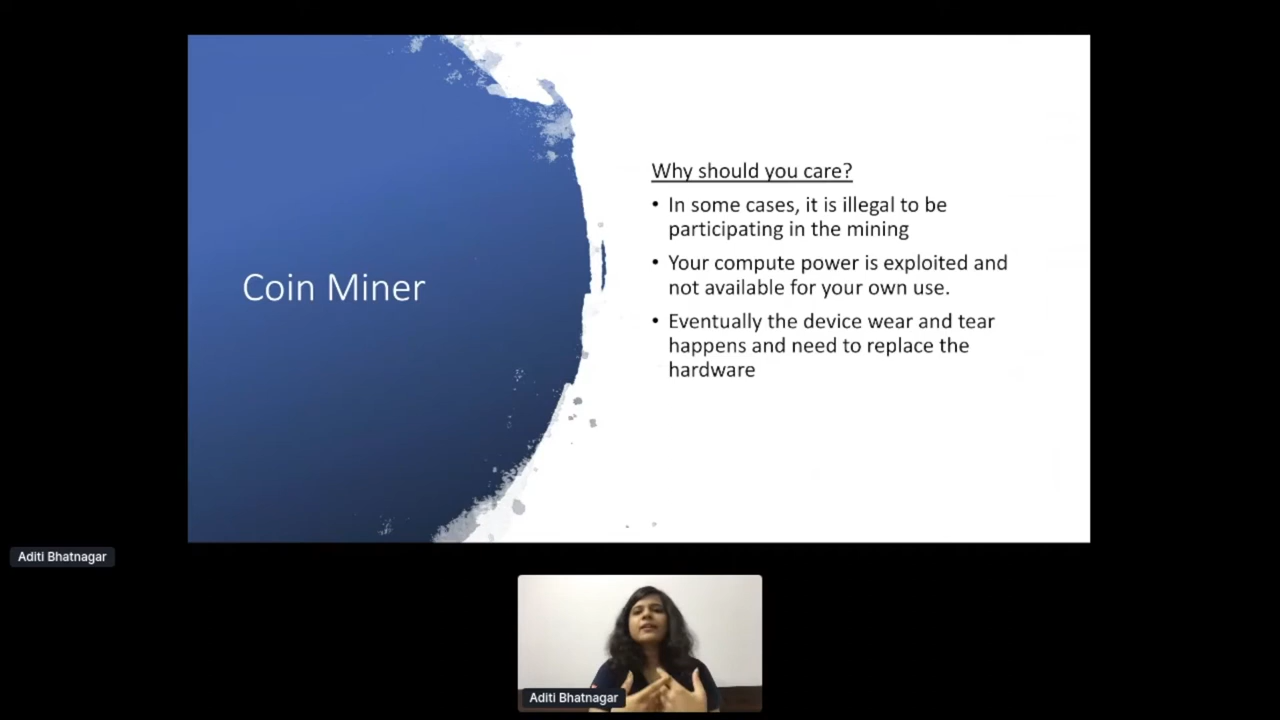 Coin Miner
Why should you care?
• In some cases, it is illegal to be
participating in the mining
• Your compute power is exploited and
not available for your own use.
• Eventually the device wear and tear
happens and need to replace the
hardware
Aditi Bhatnagar
Aditi Bhatnagar